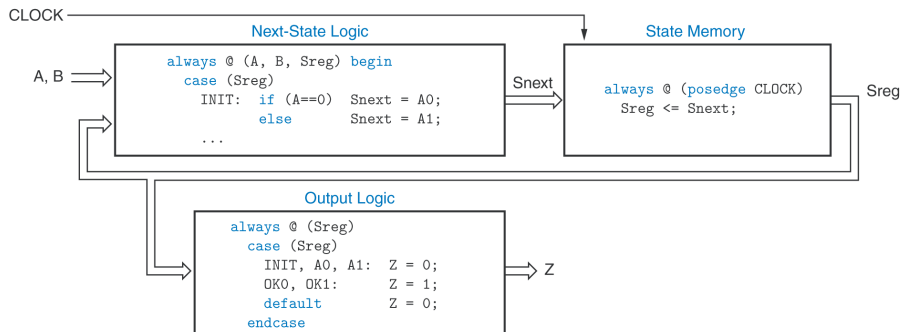 CLOCK
Next-State Logic
always @ (A, B, Sreg) begin
case (Sreg)
INIT: if (A==0) Snext = A0;
else Snext = A1;
...
A, B
Snext
State Memory
always @ (posedge CLOCK)
Sreg <= Snext;
Sreg
Output Logic
always @ (Sreg)
case (Sreg)
INIT, A0, A1: Z = 0;
OK0, OK1: Z = 1;
default Z = 0;
endcase
Z